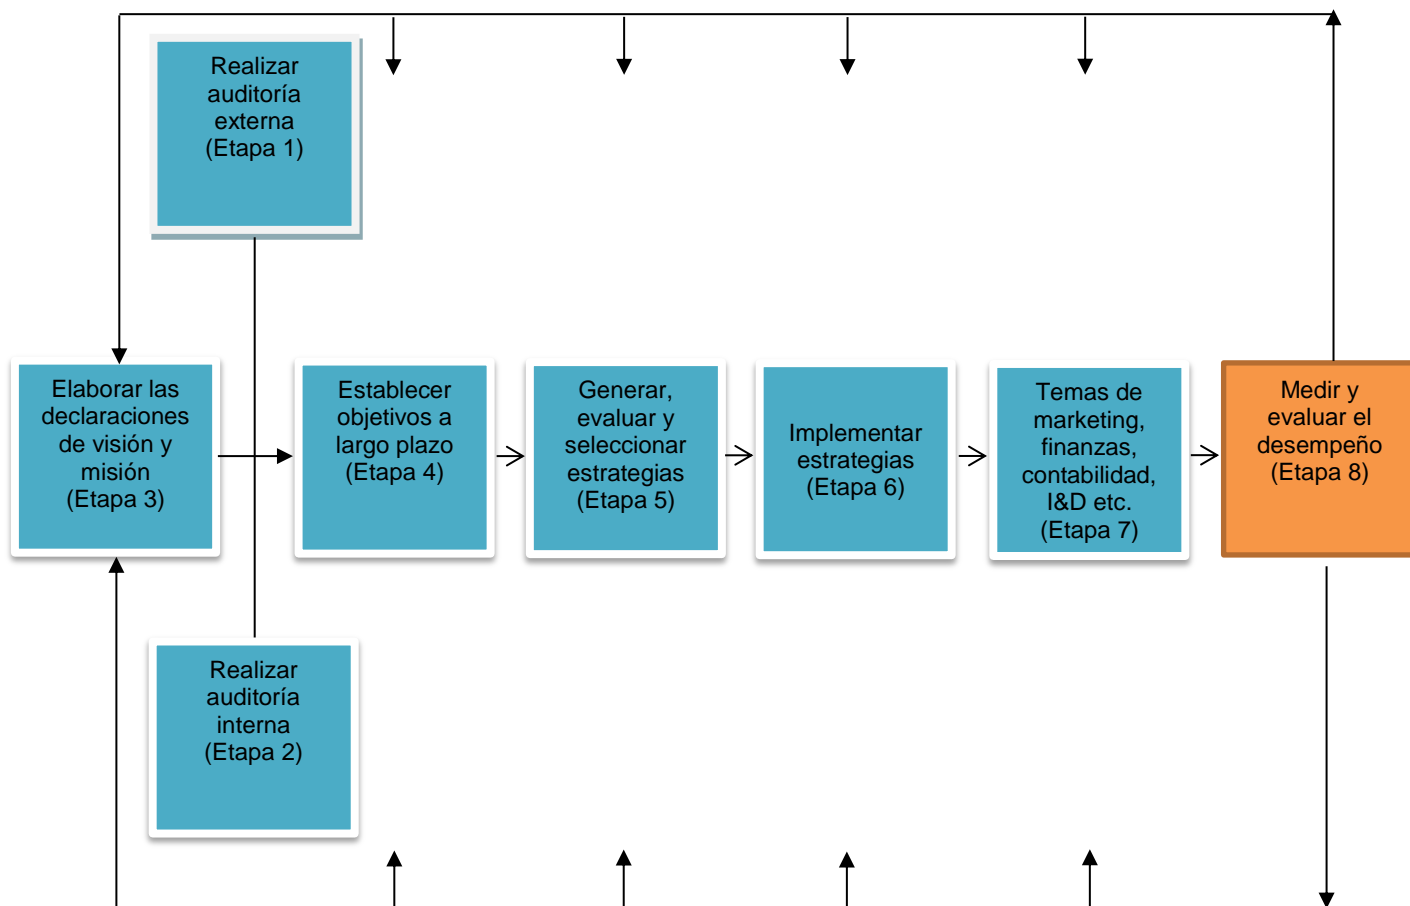 Realizar
auditoría
externa
(Etapa 1)
Elaborar las
declaraciones
de visión y
misión
(Etapa 3)
Establecer
objetivos a
largo plazo
(Etapa 4)
Generar,
evaluar y
seleccionar
estrategias
(Etapa 5)
Implementar
estrategias
(Etapa 6)
Temas de
marketing,
finanzas,
contabilidad,
I&D etc.
(Etapa 7)
Medir y
evaluar el
desempeño
(Etapa 8)
Realizar
auditoría
interna
(Etapa 2)